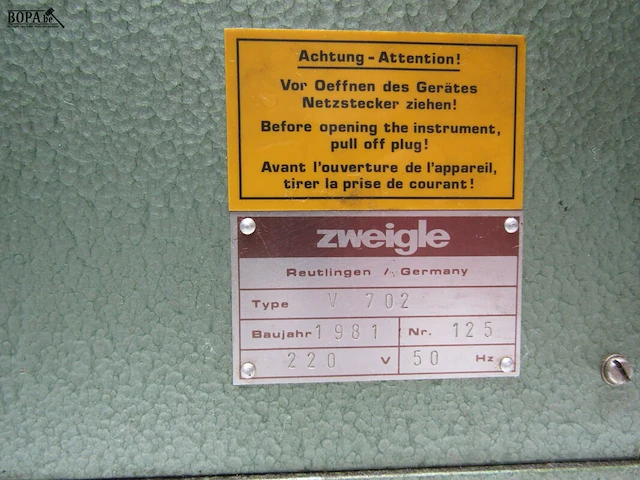 BOPA.be
Achtung - Attention!
Vor Oeffnen des Gerätes
Netzstecker ziehen!
Before opening the instrument,
pull off plug!
Avant l'ouverture de l'appareil,
tirer la prise de courant!
zweigle
Reutlingen / Germany
Type V 702
Baujahr 1981 Nr. 125
220 V 50 Hz